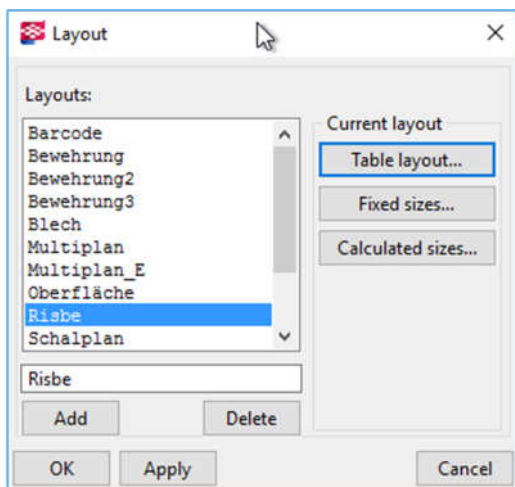 Layout
Layouts:
Barcode
Bewehrung
Bewehrung2
Bewehrung3
Blech
Multiplan
Multiplan_E
Oberfläche
Risbe
Schalplan
Risbe
Add
Delete
Current layout
Table layout...
Fixed sizes...
Calculated sizes...
OK
Apply
Cancel